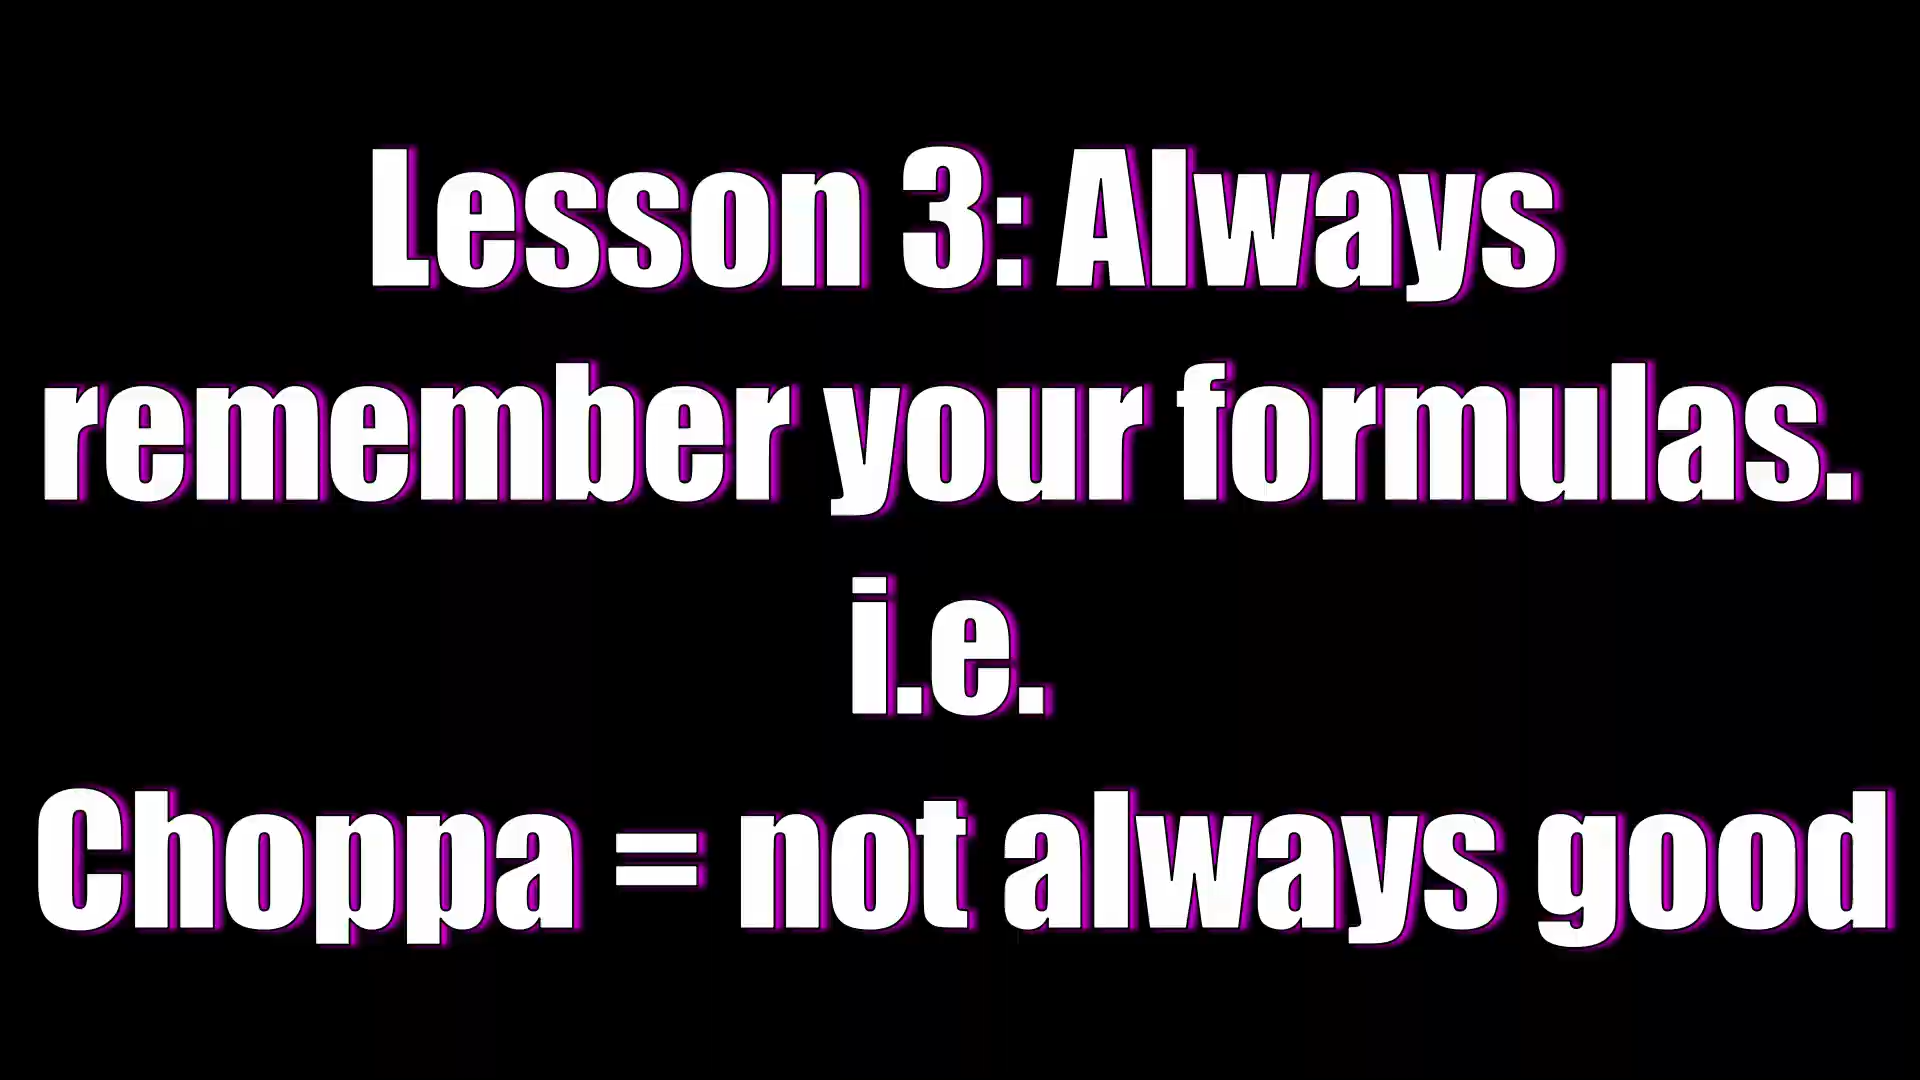 Lesson 3: Always
remember your formulas.
i.e.
Choppa = not always good